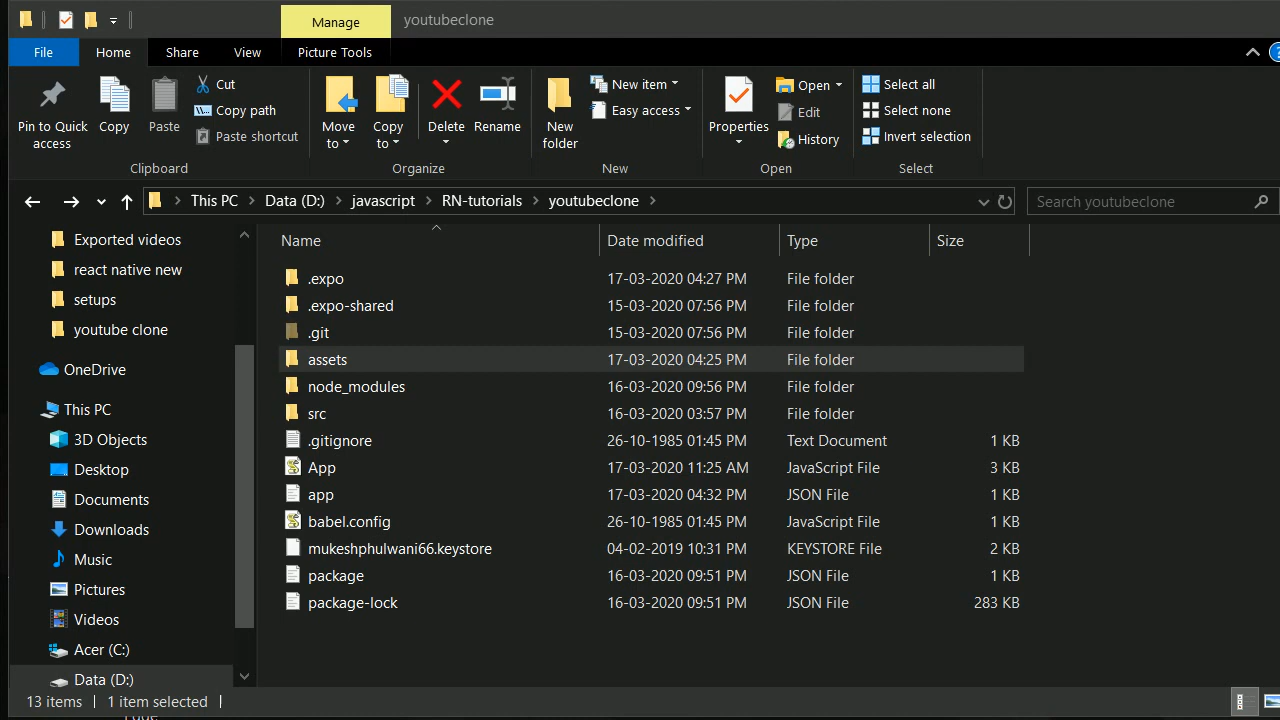 Manage youtubeclone
File Home Share View Picture Tools
Pin to Quick access
Copy
Paste
Cut
Copy path
Paste shortcut
Clipboard
Move to
Copy to
Delete
Rename
Organize
New folder
New item
Easy access
New
Properties
Open
Edit
History
Open
Select all
Select none
Invert selection
Select
This PC > Data (D:) > javascript > RN-tutorials > youtubeclone >
Search youtubeclone
Exported videos
react native new
setups
youtube clone
OneDrive
This PC
3D Objects
Desktop
Documents
Downloads
Music
Pictures
Videos
Acer (C:)
Data (D:)
Name Date modified Type Size
.expo 17-03-2020 04:27 PM File folder
.expo-shared 15-03-2020 07:56 PM File folder
.git 15-03-2020 07:56 PM File folder
assets 17-03-2020 04:25 PM File folder
node_modules 16-03-2020 09:56 PM File folder
src 16-03-2020 03:57 PM File folder
.gitignore 26-10-1985 01:45 PM Text Document 1 KB
App 17-03-2020 11:25 AM JavaScript File 3 KB
app 17-03-2020 04:32 PM JSON File 1 KB
babel.config 26-10-1985 01:45 PM JavaScript File 1 KB
mukeshphulwani66.keystore 04-02-2019 10:31 PM KEYSTORE File 2 KB
package 16-03-2020 09:51 PM JSON File 1 KB
package-lock 16-03-2020 09:51 PM JSON File 283 KB
13 items 1 item selected